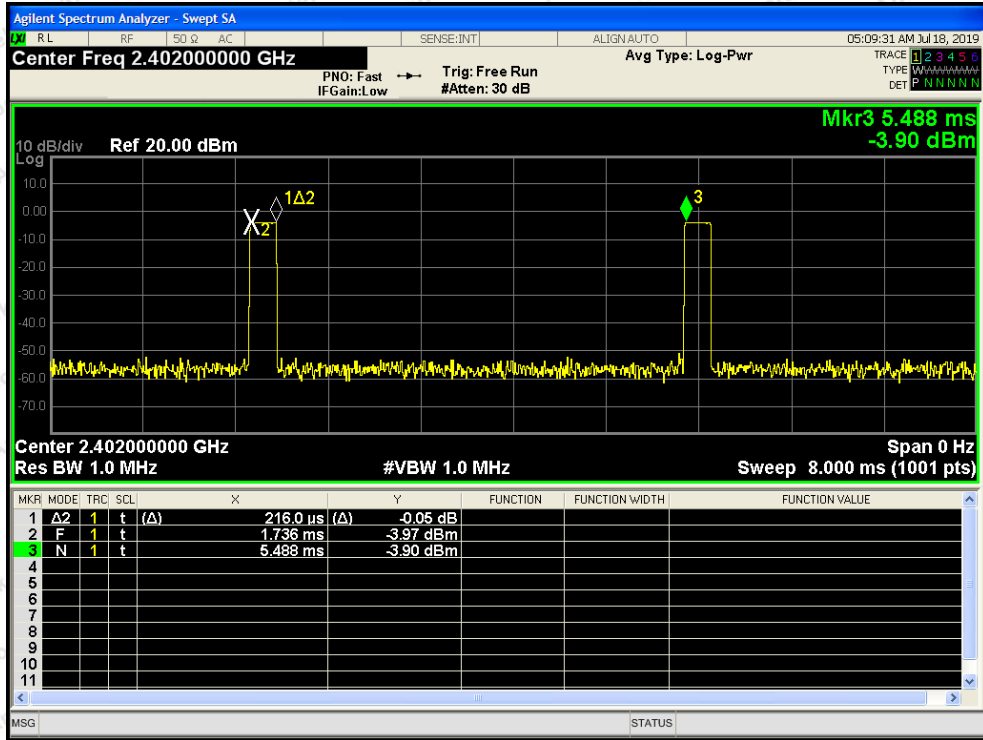 Agilent Spectrum Analyzer - Swept SA
LXI RL RF 50 Ω AC SENSE:INT ALIGN AUTO 05:09:31 AM Jul 18, 2019
Center Freq 2.402000000 GHz
PNO: Fast
IFGain:Low
Trig: Free Run
#Atten: 30 dB
Avg Type: Log-Pwr
TRACE 1 2 3 4 5 6
TYPE WWWWWW
DET P N N N N N
Mkr3 5.488 ms
-3.90 dBm
10 dB/div Ref 20.00 dBm
Log
10.0
0.00
-10.0
-20.0
-30.0
-40.0
-50.0
-60.0
-70.0
1Δ2
X2
3
Center 2.402000000 GHz Span 0 Hz
Res BW 1.0 MHz #VBW 1.0 MHz Sweep 8.000 ms (1001 pts)
MKR MODE TRC SCL X Y FUNCTION FUNCTION WIDTH FUNCTION VALUE
1 Δ2 1 t (Δ) 216.0 µs (Δ) -0.05 dB
2 F 1 t 1.736 ms -3.97 dBm
3 N 1 t 5.488 ms -3.90 dBm
4
5
6
7
8
9
10
11
MSG STATUS